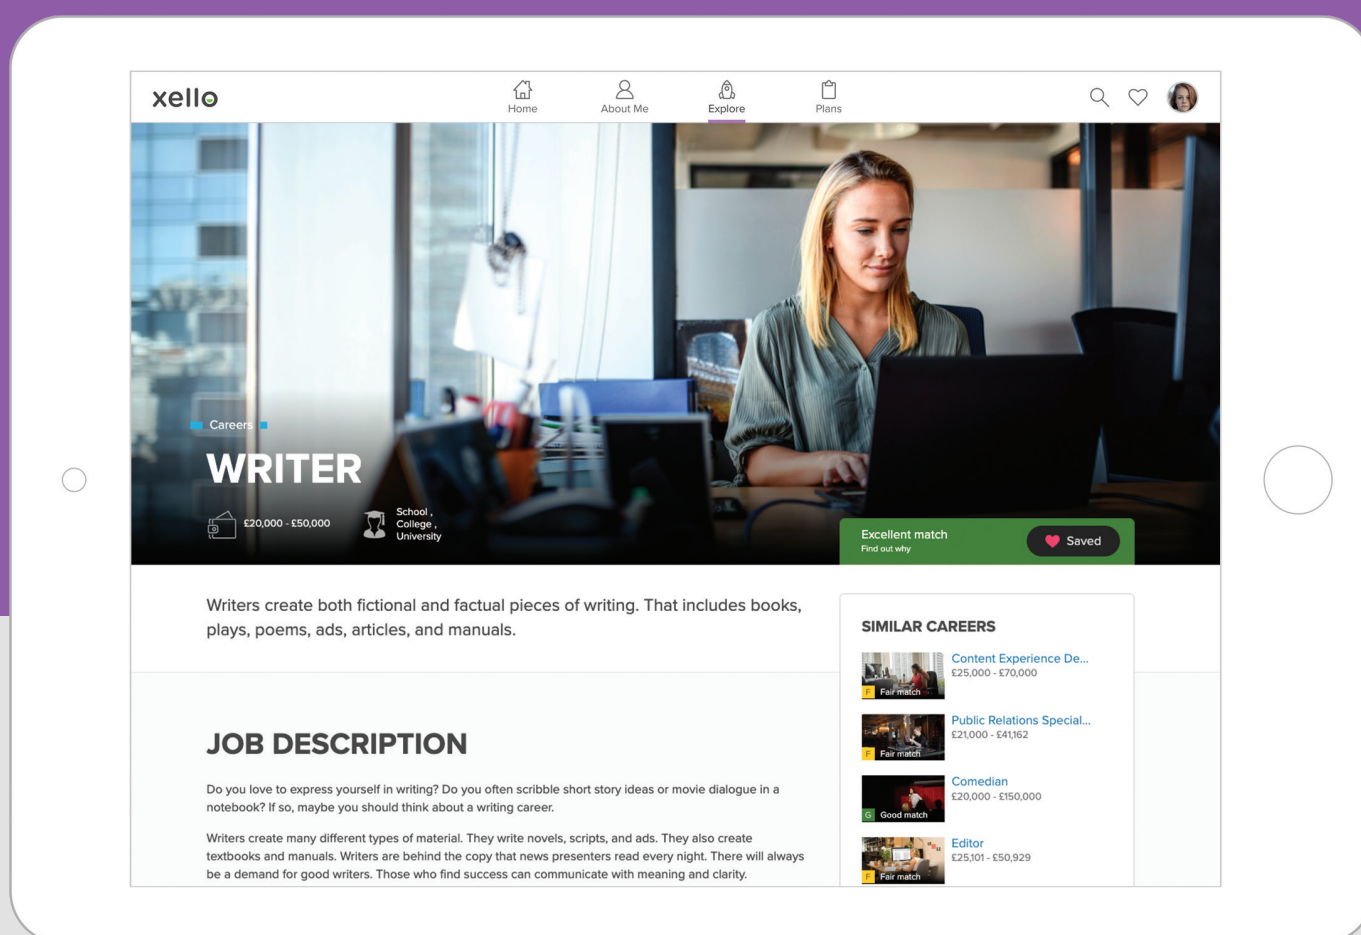 xello
Home
About Me
Explore
Plans
Careers
WRITER
£20,000 - £50,000
School ,
College ,
University
Excellent match
Find out why
Saved
Writers create both fictional and factual pieces of writing. That includes books,
plays, poems, ads, articles, and manuals.
SIMILAR CAREERS
Content Experience De...
£25,000 - £70,000
F Fair match
Public Relations Special...
£21,000 - £41,162
F Fair match
Comedian
£20,000 - £150,000
G Good match
Editor
£25,101 - £50,929
F Fair match
JOB DESCRIPTION
Do you love to express yourself in writing? Do you often scribble short story ideas or movie dialogue in a
notebook? If so, maybe you should think about a writing career.
Writers create many different types of material. They write novels, scripts, and ads. They also create
textbooks and manuals. Writers are behind the copy that news presenters read every night. There will always
be a demand for good writers. Those who find success can communicate with meaning and clarity.